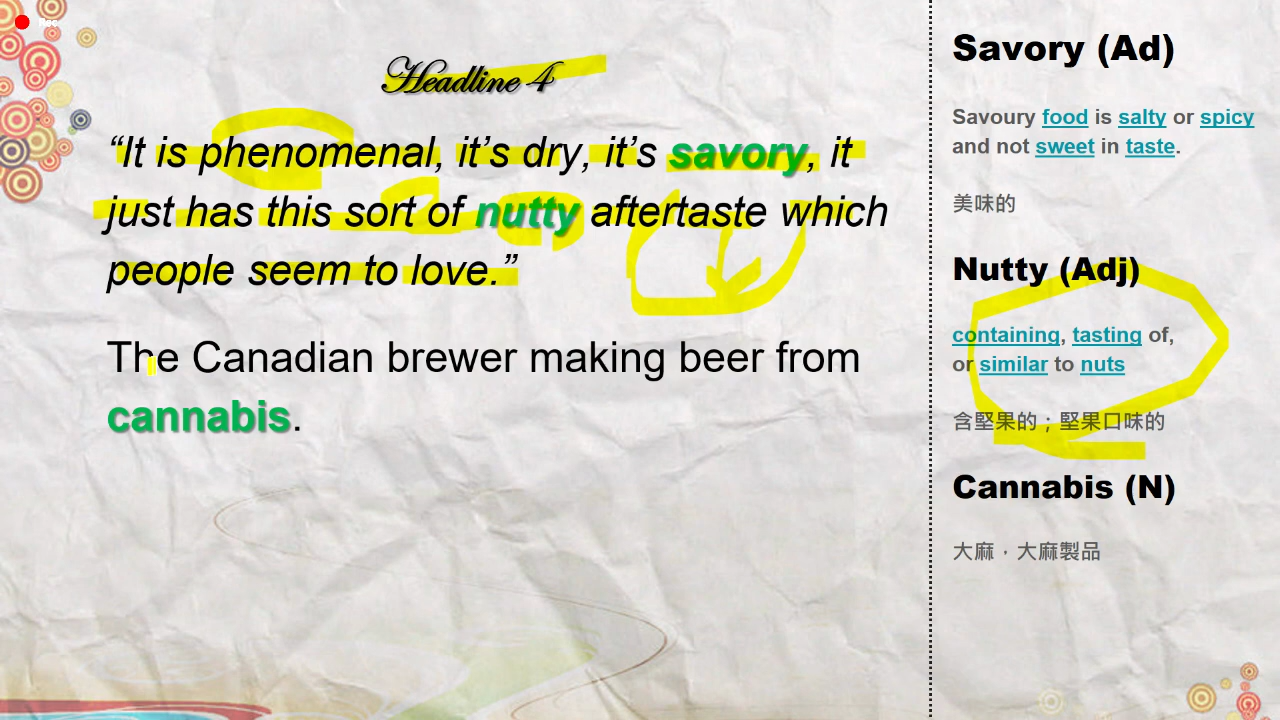 Headline 4
“It is phenomenal, it’s dry, it’s savory, it
just has this sort of nutty aftertaste which
people seem to love.”
The Canadian brewer making beer from
cannabis.
Savory (Ad)
Savoury food is salty or spicy
and not sweet in taste.
美味的
Nutty (Adj)
containing, tasting of,
or similar to nuts
含堅果的；堅果口味的
Cannabis (N)
大麻，大麻製品